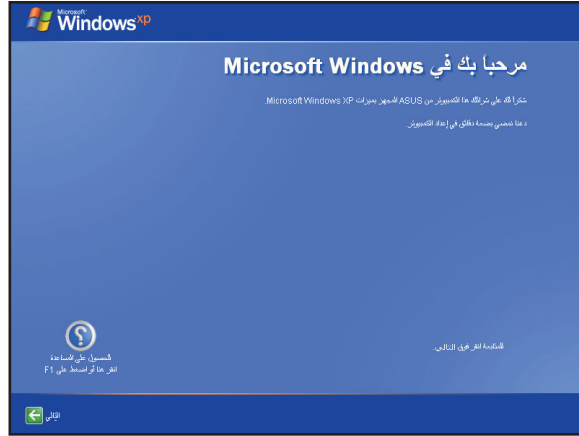 Microsoft
Windows xp
مرحباً بك في Microsoft Windows
شكراً لك على شرائك هذا الكمبيوتر من ASUS المجهز بميزات Microsoft Windows XP.
دعنا نمضي بضعة دقائق في إعداد الكمبيوتر.
للمتابعة انقر فوق التالي.
للحصول على المساعدة
انقر هنا أو اضغط على F1
التالي